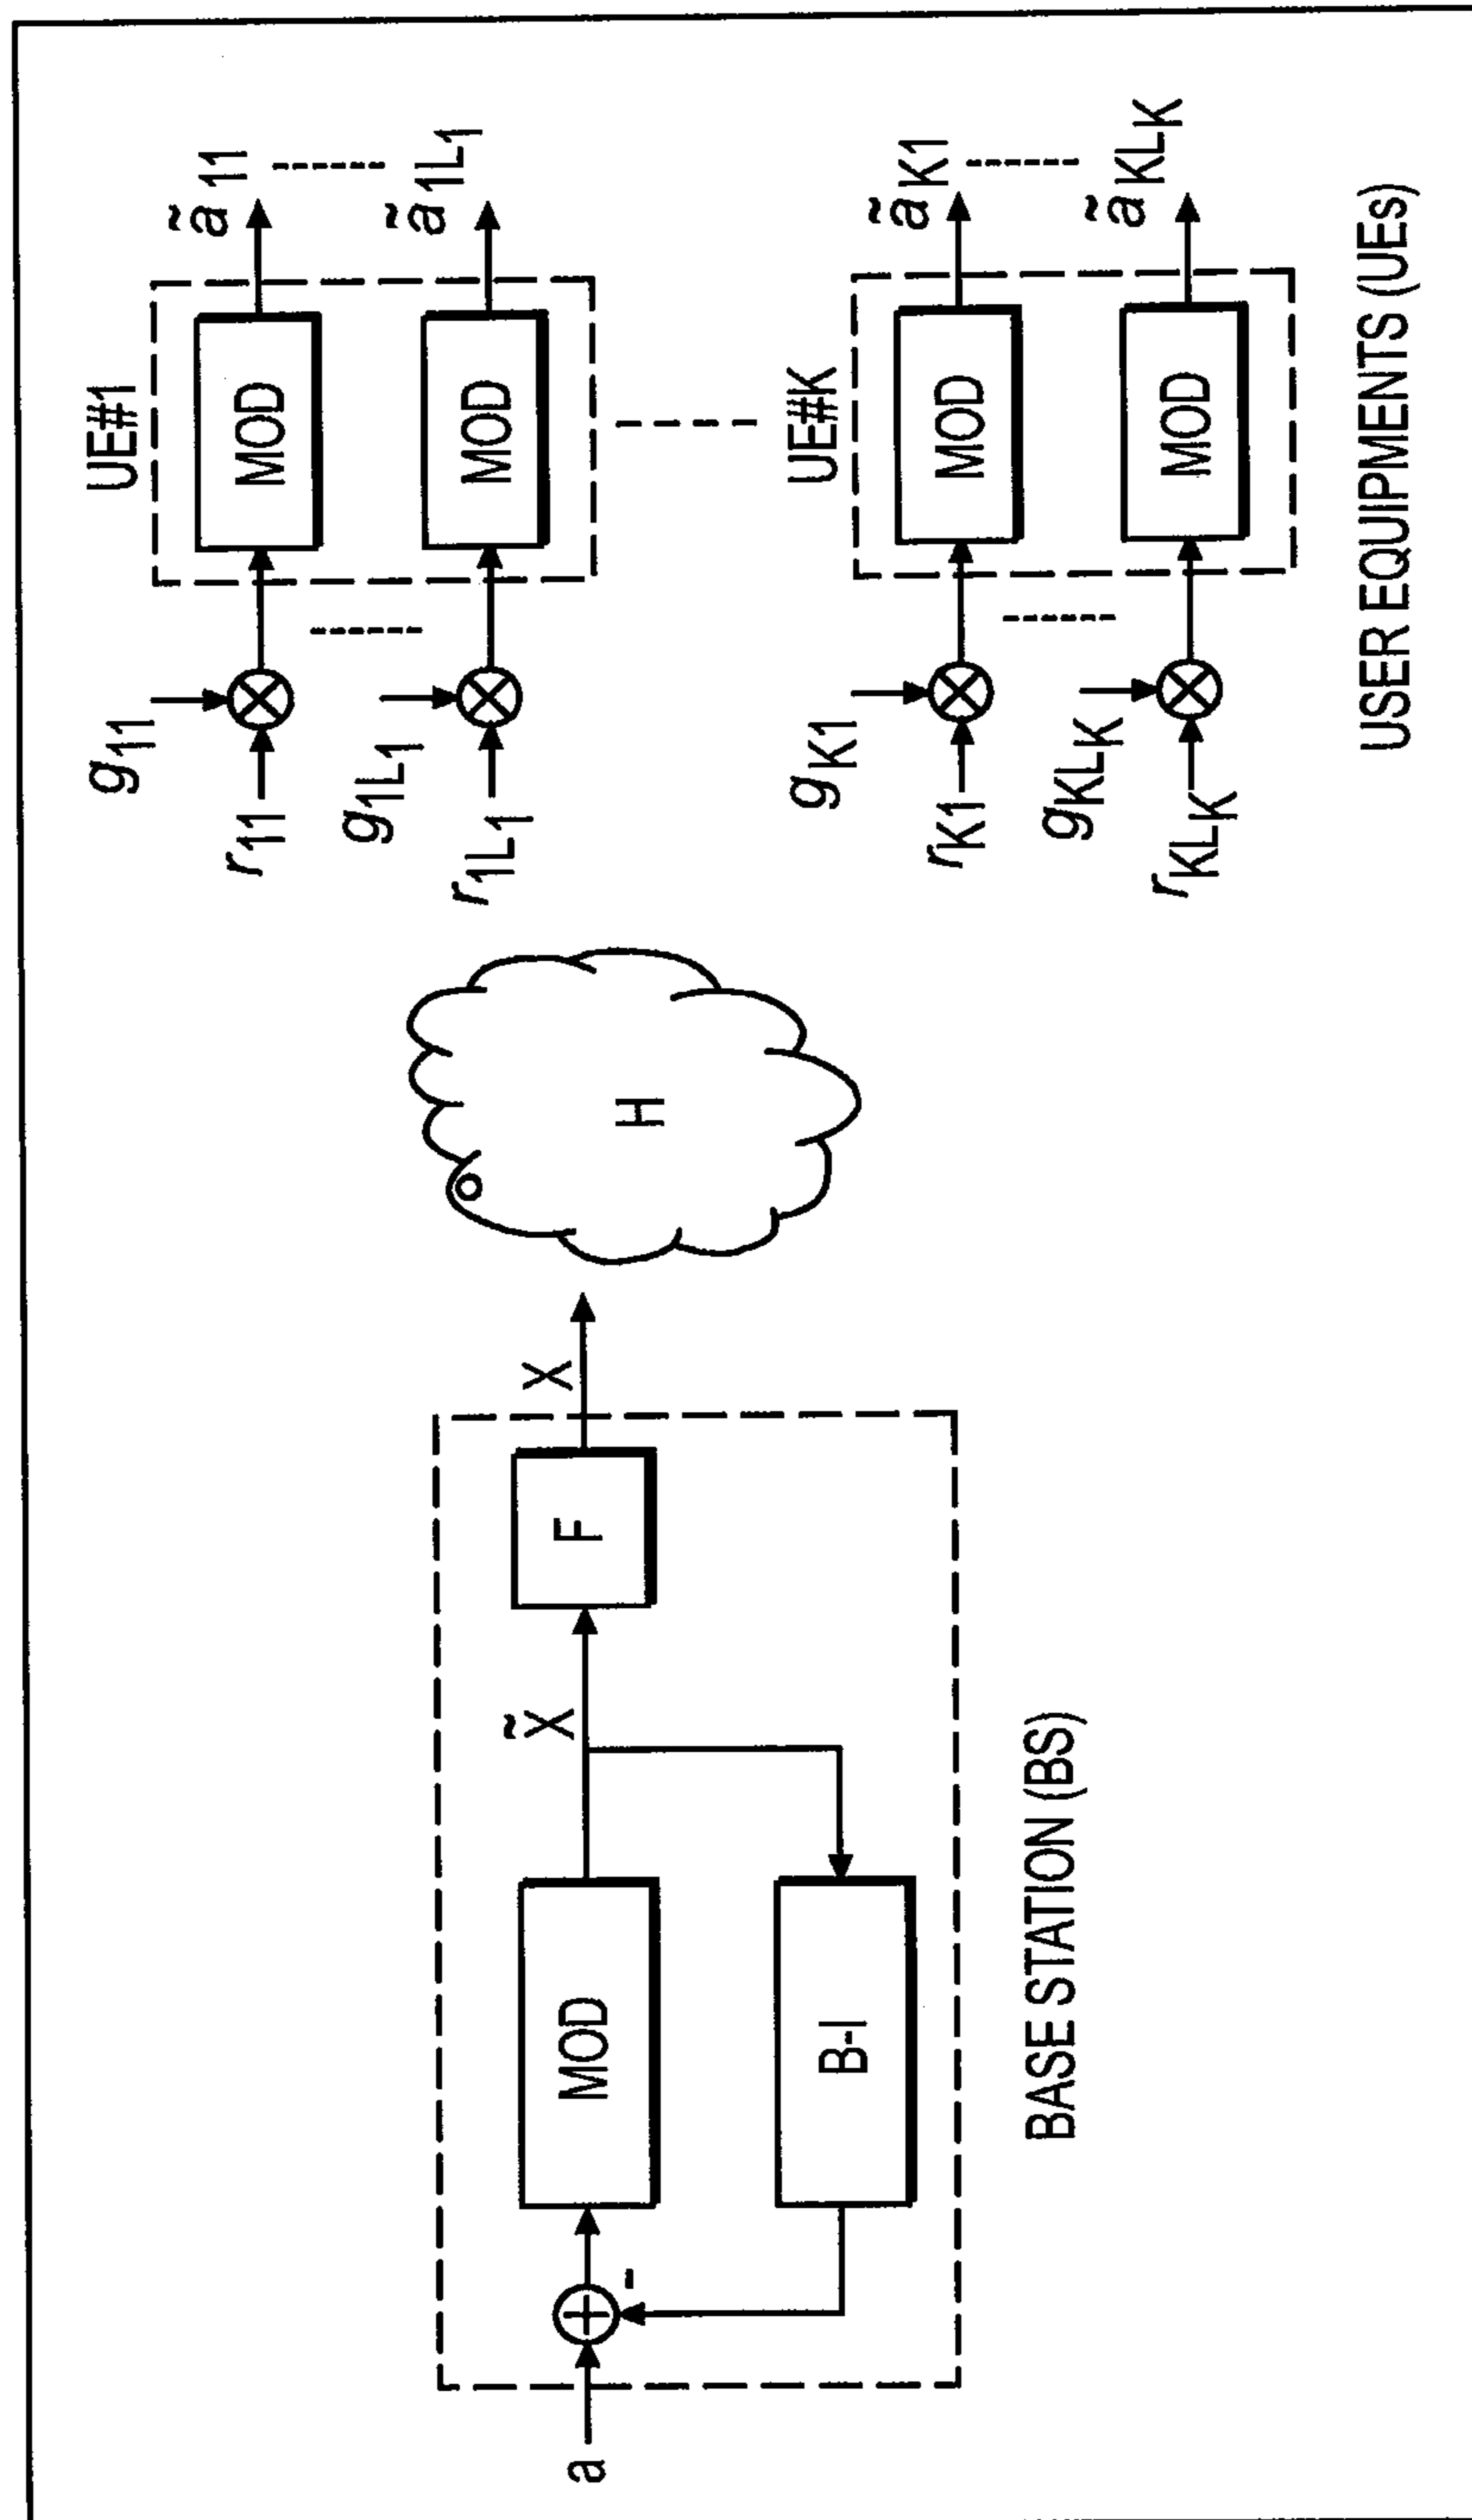 a
MOD
B-I
-
x̃
F
x
BASE STATION (BS)
H
UE#1
g11
r11
MOD
ã11
g1L1
r1L1
MOD
ã1L1
UE#K
gK1
rK1
MOD
ãK1
gKLK
rKLK
MOD
ãKLK
USER EQUIPMENTS (UEs)